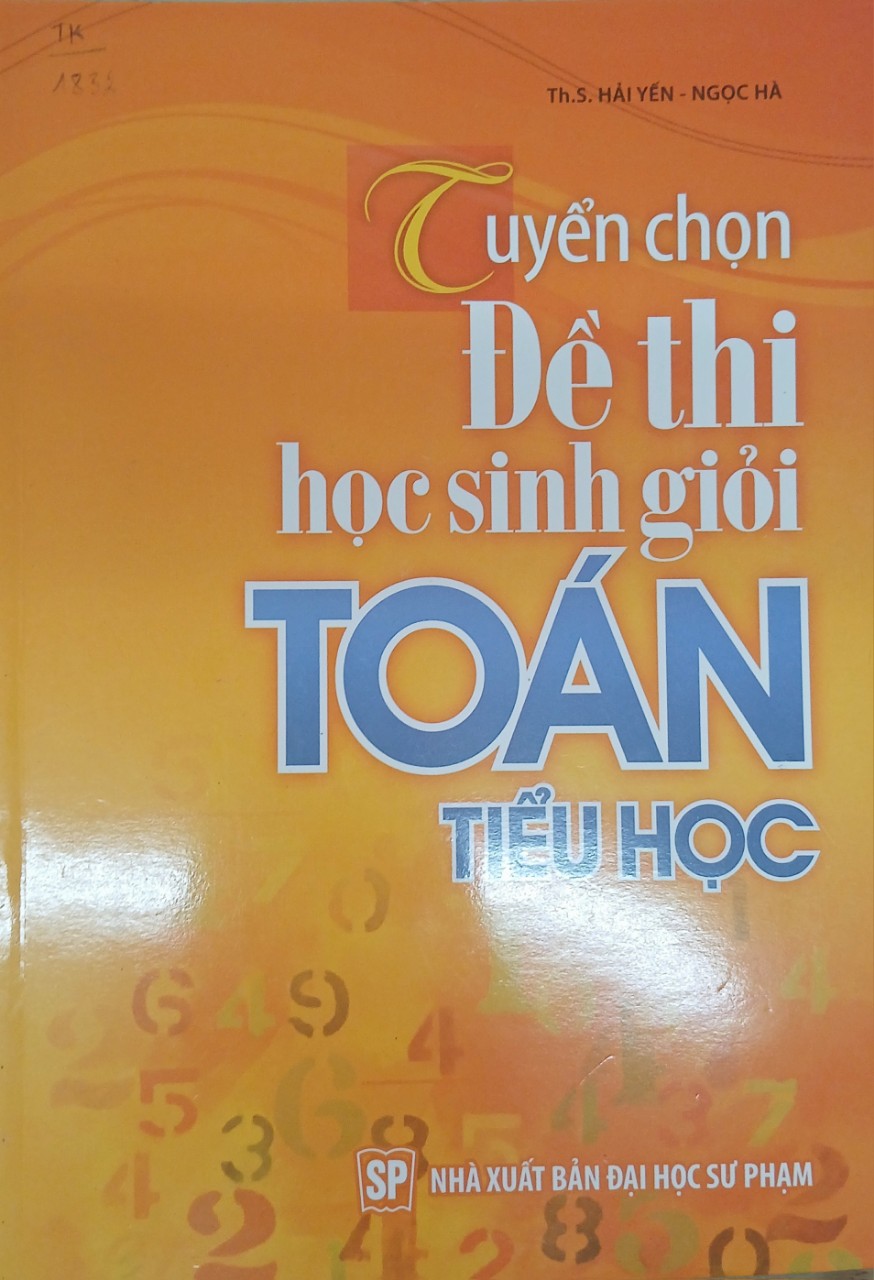 TK
Th.S. HẢI YẾN - NGỌC HÀ
Tuyển chọn
Đề thi
học sinh giỏi
TOÁN
TIỂU HỌC
SP NHÀ XUẤT BẢN ĐẠI HỌC SƯ PHẠM